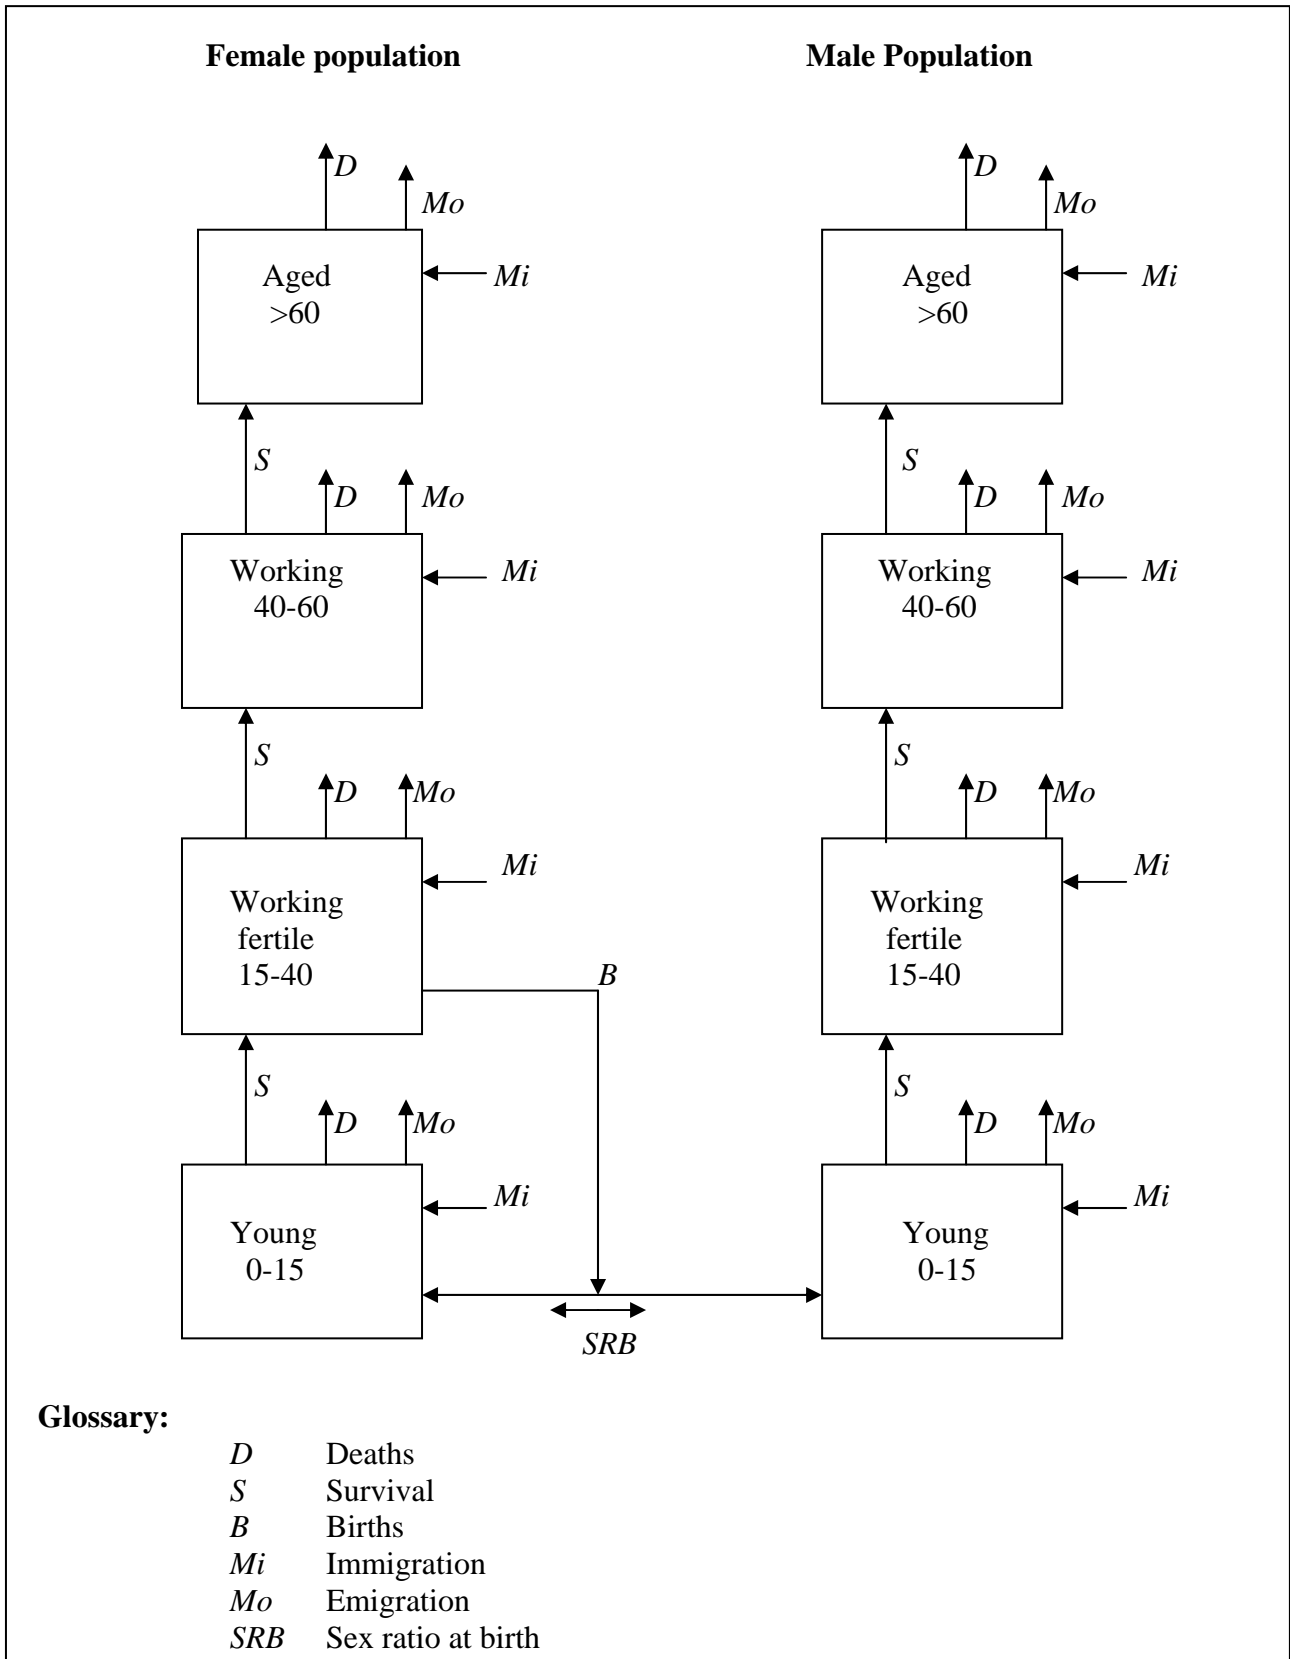 Female population
Male Population
D
Mo
Aged
>60
Mi
D
Mo
Aged
>60
Mi
S
D
Mo
Working
40-60
Mi
S
D
Mo
Working
40-60
Mi
S
D
Mo
Working
fertile
15-40
Mi
B
S
D
Mo
Working
fertile
15-40
Mi
S
D
Mo
Young
0-15
Mi
S
D
Mo
Young
0-15
Mi
SRB
Glossary:
D Deaths
S Survival
B Births
Mi Immigration
Mo Emigration
SRB Sex ratio at birth